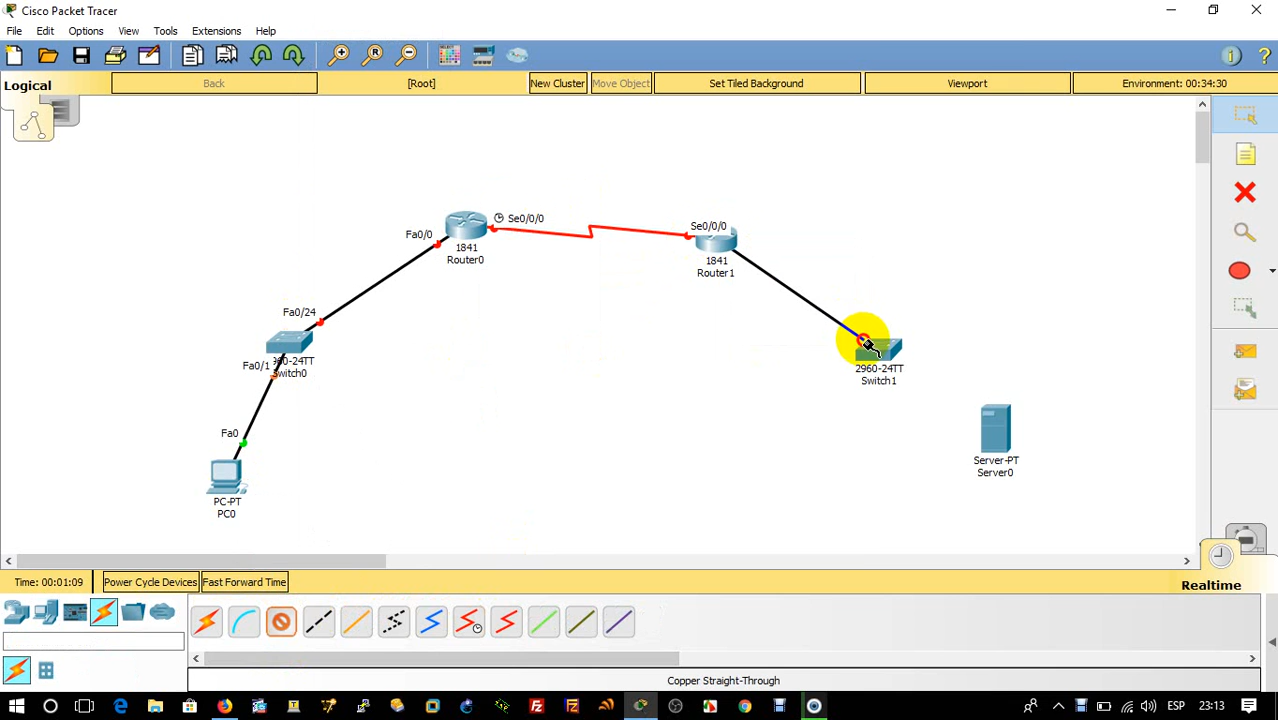 Cisco Packet Tracer
File Edit Options View Tools Extensions Help
Logical
Back
[Root]
New Cluster
Move Object
Set Tiled Background
Viewport
Environment: 00:34:30
Se0/0/0
Se0/0/0
Fa0/0
1841
Router0
1841
Router1
Fa0/24
Fa0/1
60-24TT
Switch0
2960-24TT
Switch1
Fa0
Server-PT
Server0
PC-PT
PC0
Time: 00:01:09
Power Cycle Devices
Fast Forward Time
Realtime
Copper Straight-Through
ESP
23:13